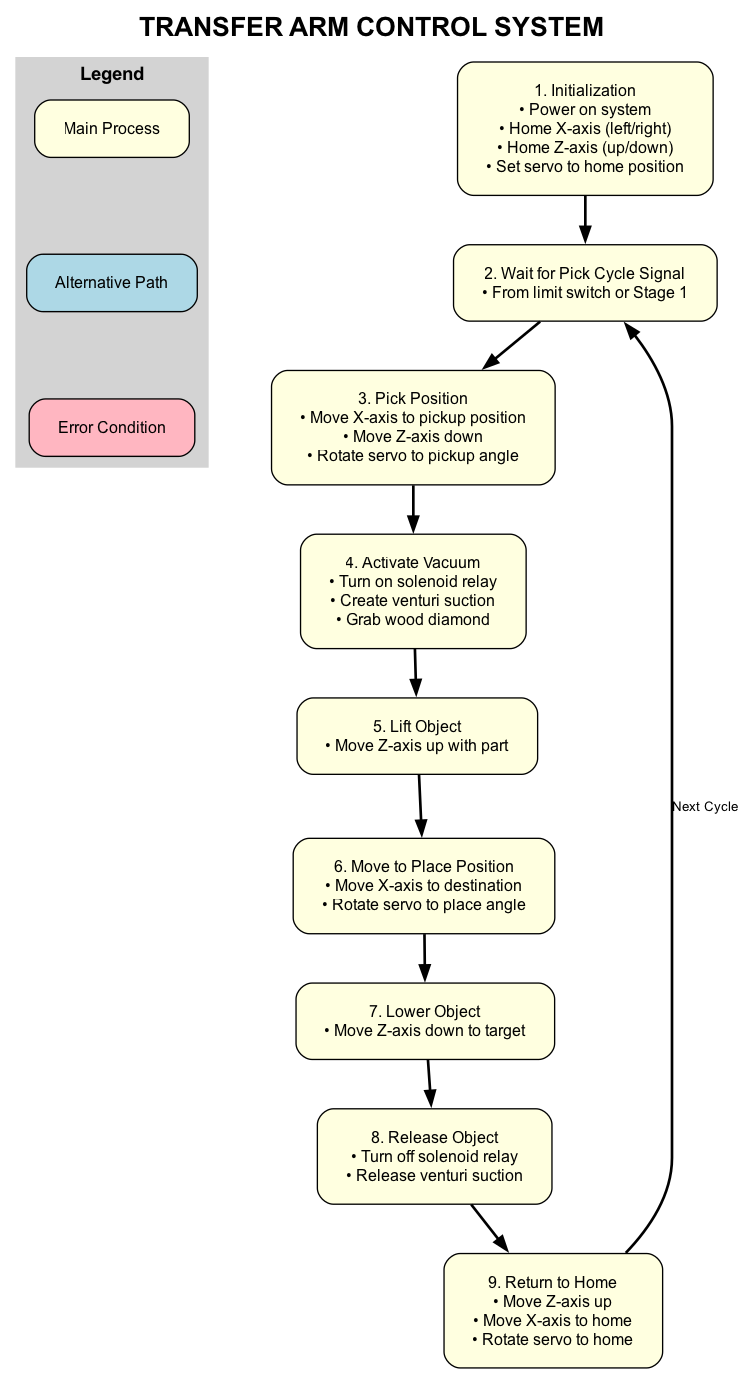 TRANSFER ARM CONTROL SYSTEM
Legend
Main Process
Alternative Path
Error Condition
1. Initialization
• Power on system
• Home X-axis (left/right)
• Home Z-axis (up/down)
• Set servo to home position
2. Wait for Pick Cycle Signal
• From limit switch or Stage 1
3. Pick Position
• Move X-axis to pickup position
• Move Z-axis down
• Rotate servo to pickup angle
4. Activate Vacuum
• Turn on solenoid relay
• Create venturi suction
• Grab wood diamond
5. Lift Object
• Move Z-axis up with part
6. Move to Place Position
• Move X-axis to destination
• Rotate servo to place angle
7. Lower Object
• Move Z-axis down to target
8. Release Object
• Turn off solenoid relay
• Release venturi suction
9. Return to Home
• Move Z-axis up
• Move X-axis to home
• Rotate servo to home
Next Cycle